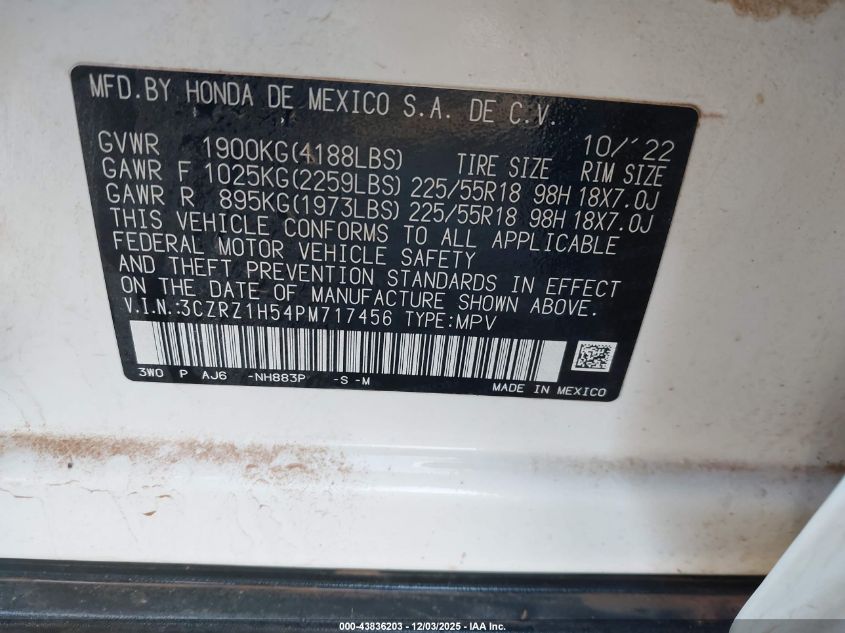 MFD.BY HONDA DE MEXICO S.A. DE C.V.
10/'22
GVWR 1900KG(4188LBS) TIRE SIZE RIM SIZE
GAWR F 1025KG(2259LBS) 225/55R18 98H 18X7.0J
GAWR R 895KG(1973LBS) 225/55R18 98H 18X7.0J
THIS VEHICLE CONFORMS TO ALL APPLICABLE
FEDERAL MOTOR VEHICLE SAFETY
AND THEFT PREVENTION STANDARDS IN EFFECT
ON THE DATE OF MANUFACTURE SHOWN ABOVE.
V.I.N.:3CZRZ1H54PM717456 TYPE:MPV
3WO P AJ6 -NH883P -S -M MADE IN MEXICO
000-43836203 - 12/03/2025 - IAA Inc.